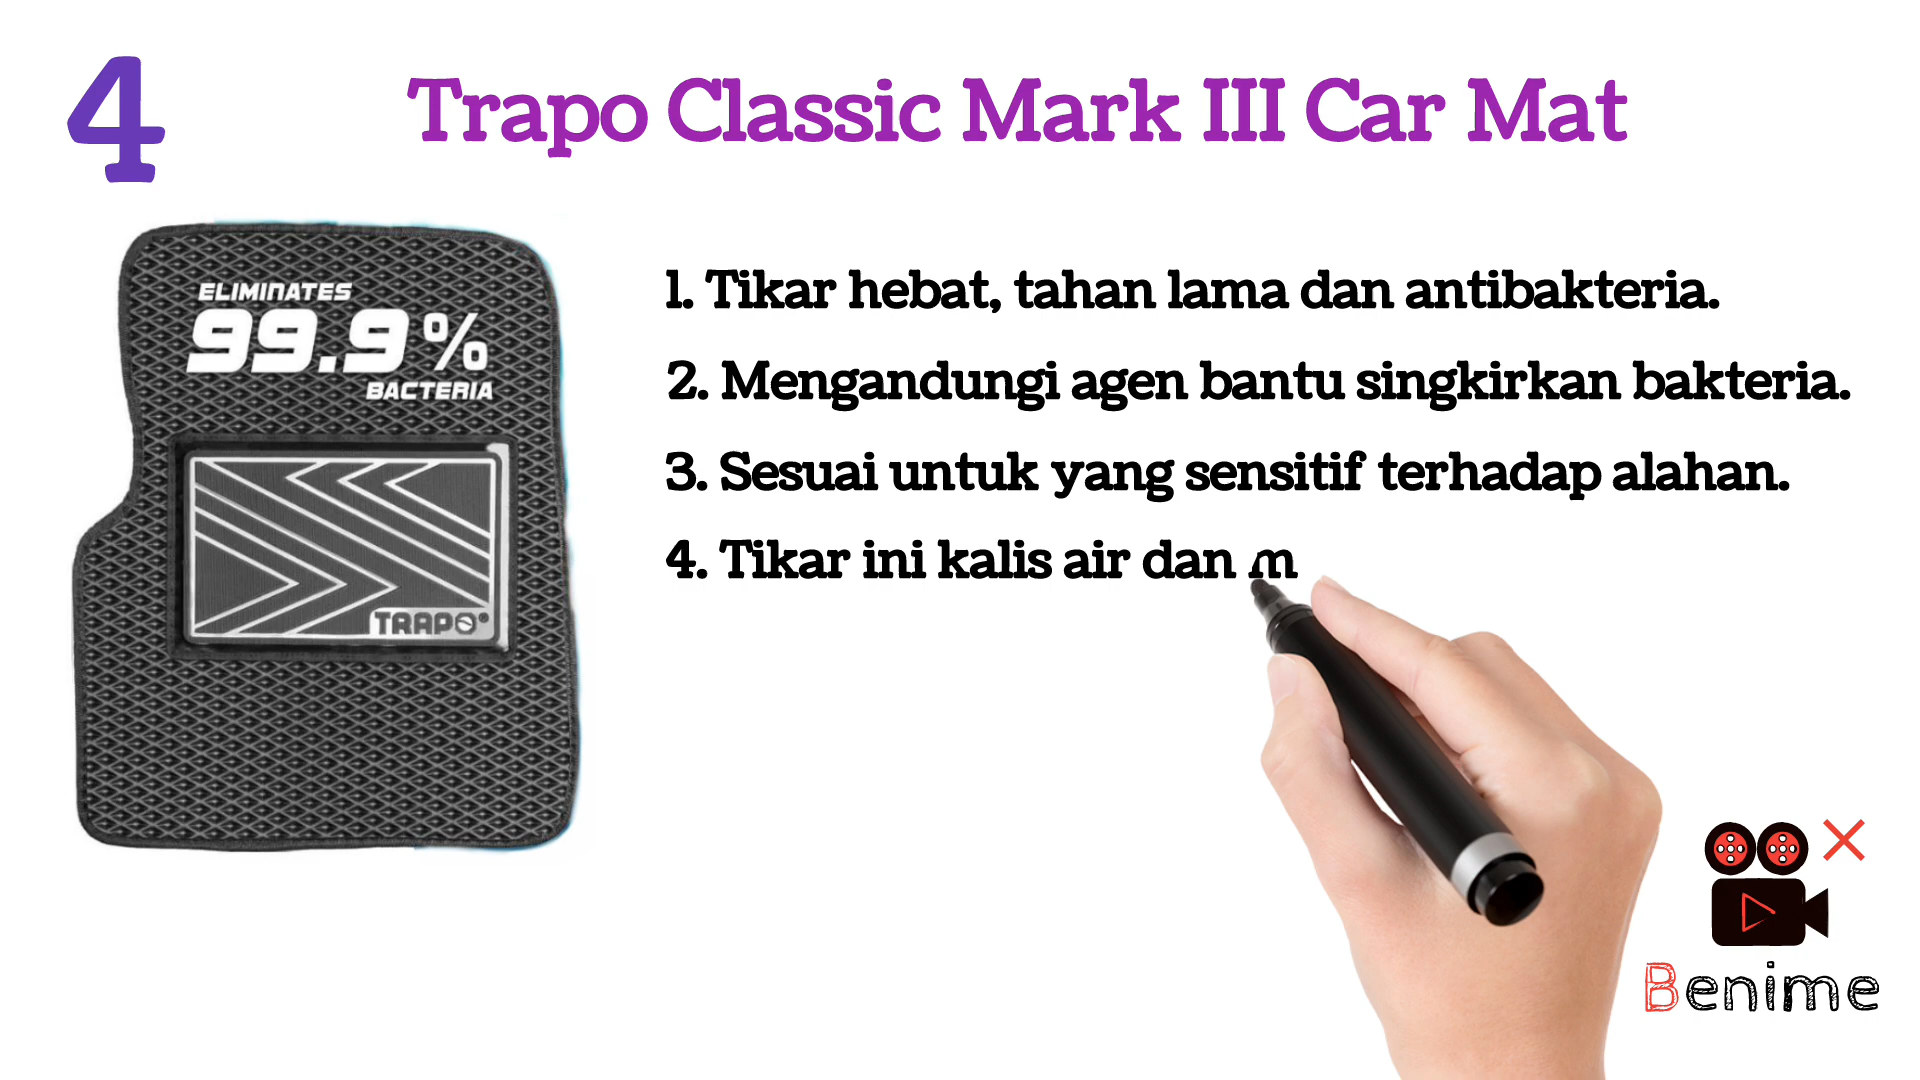 4
Trapo Classic Mark III Car Mat
ELIMINATES
99.9%
BACTERIA
TRAPO®
1. Tikar hebat, tahan lama dan antibakteria.
2. Mengandungi agen bantu singkirkan bakteria.
3. Sesuai untuk yang sensitif terhadap alahan.
4. Tikar ini kalis air dan m
Benime